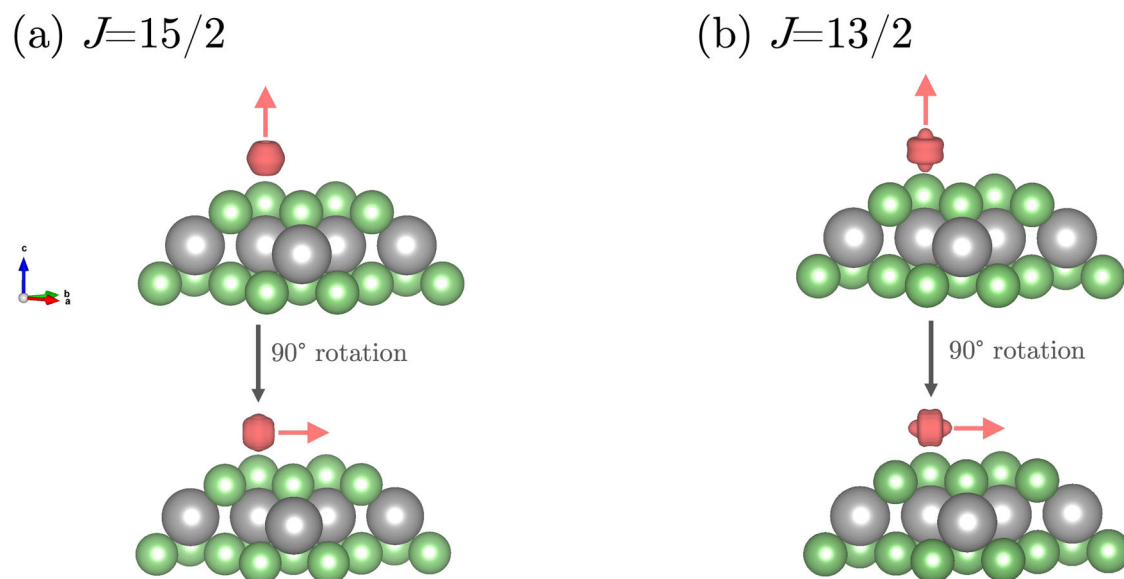 (a) J=15/2
(b) J=13/2
c
b
a
90° rotation
90° rotation